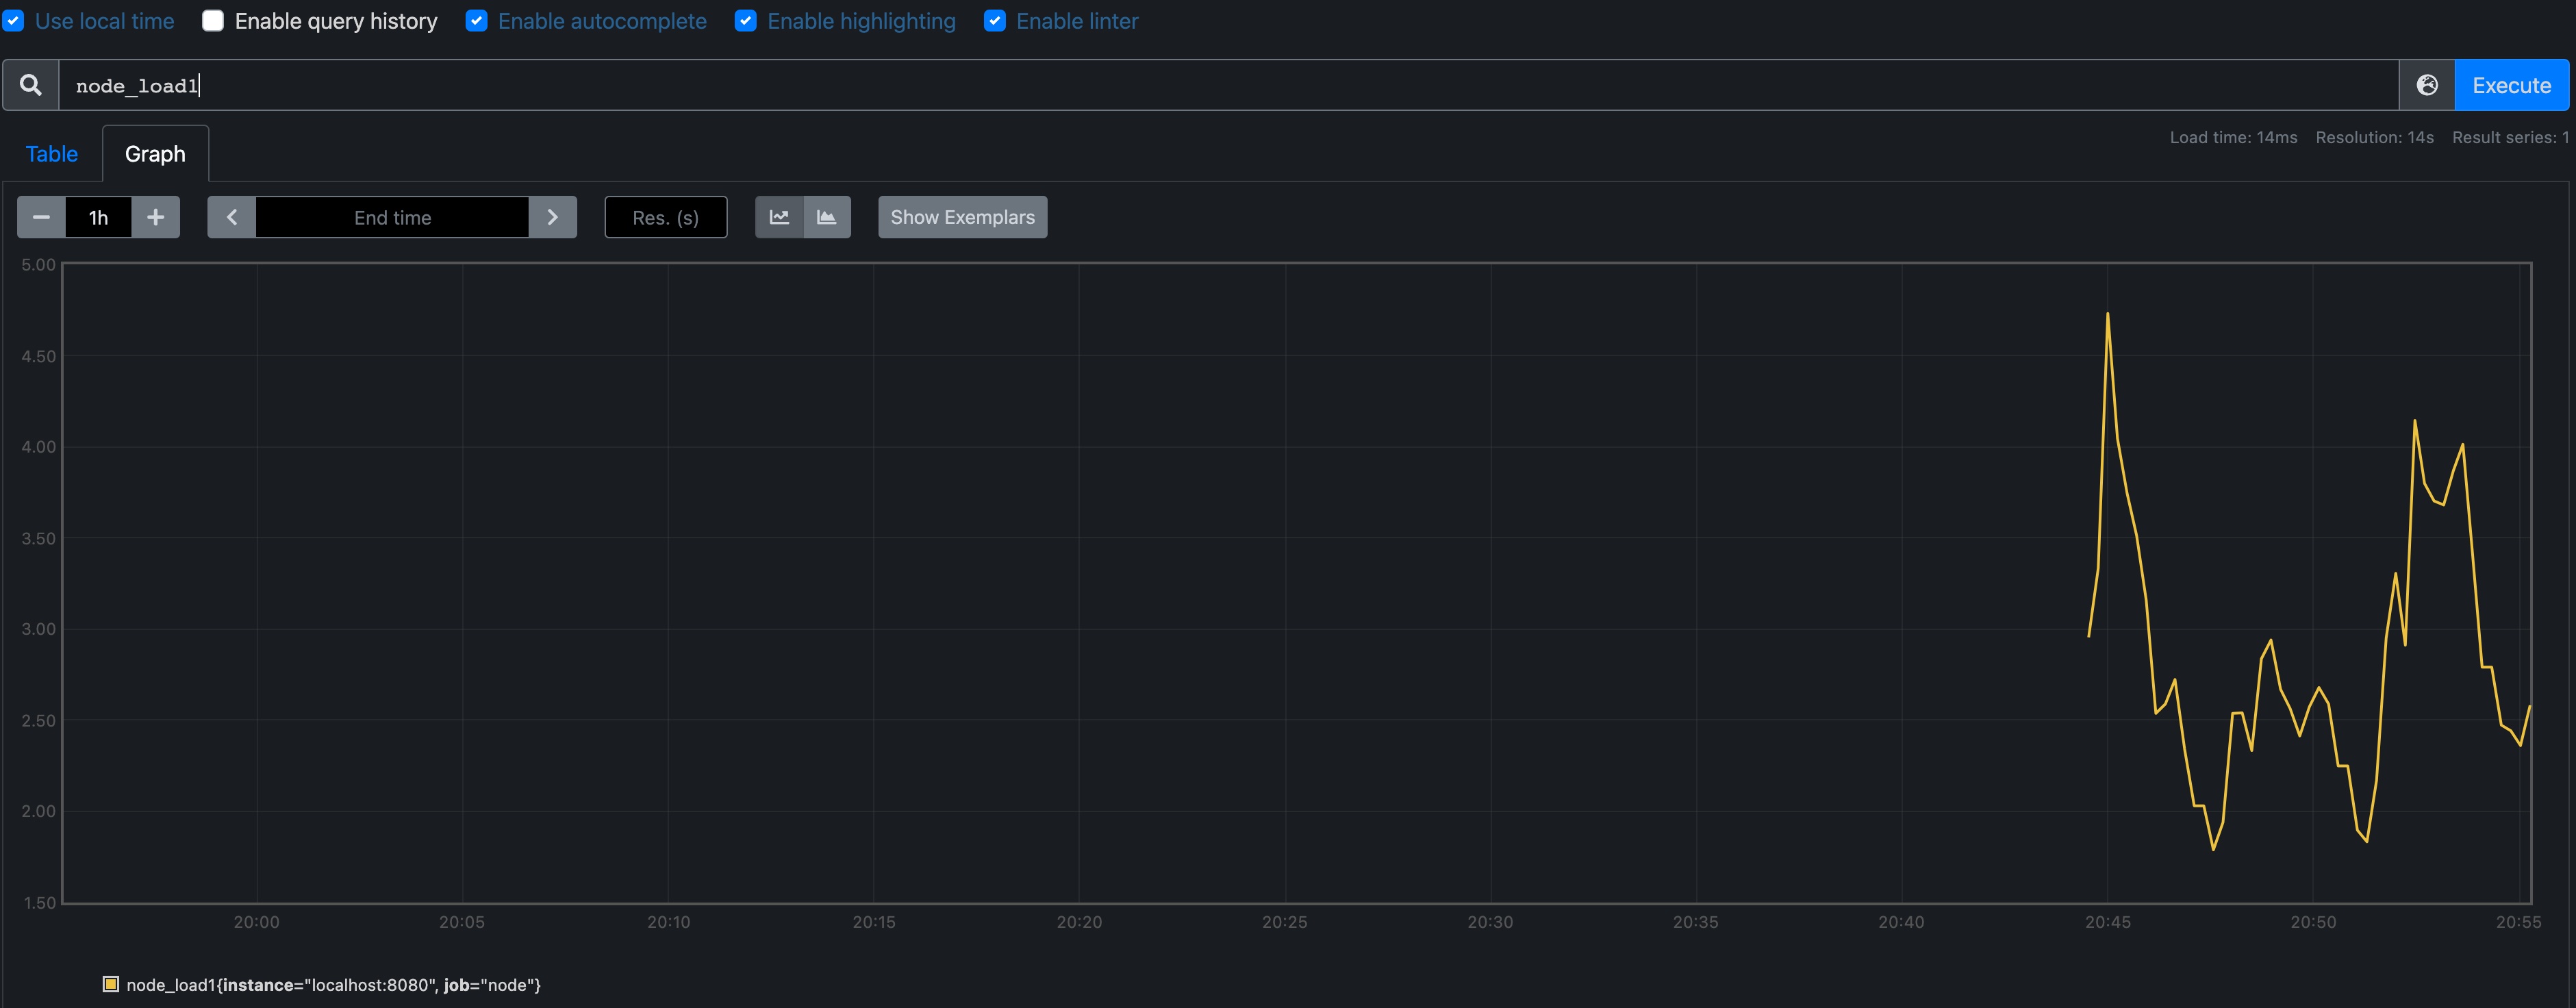 Use local time Enable query history Enable autocomplete Enable highlighting Enable linter
node_load1
Execute
Table Graph
Load time: 14ms Resolution: 14s Result series: 1
1h
End time
Res. (s)
Show Exemplars
5.00
4.50
4.00
3.50
3.00
2.50
2.00
1.50
20:00 20:05 20:10 20:15 20:20 20:25 20:30 20:35 20:40 20:45 20:50 20:55
node_load1{instance="localhost:8080", job="node"}